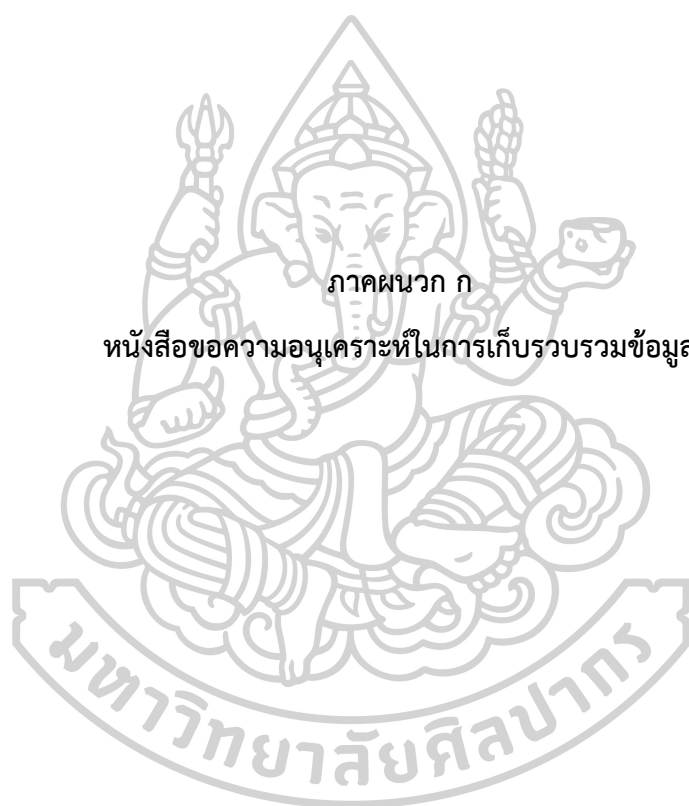 ภาคผนวก ก
หนังสือขอความอนุเคราะห์ในการเก็บรวบรวมข้อมูล
มหาวิทยาลัยศิลปากร